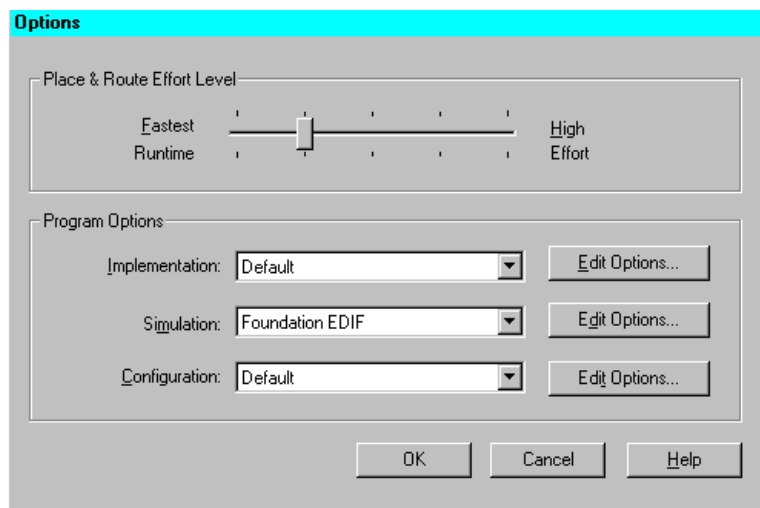 Options
Place & Route Effort Level
Fastest
Runtime
High
Effort
Program Options
Implementation: Default Edit Options...
Simulation: Foundation EDIF Edit Options...
Configuration: Default Edit Options...
OK Cancel Help